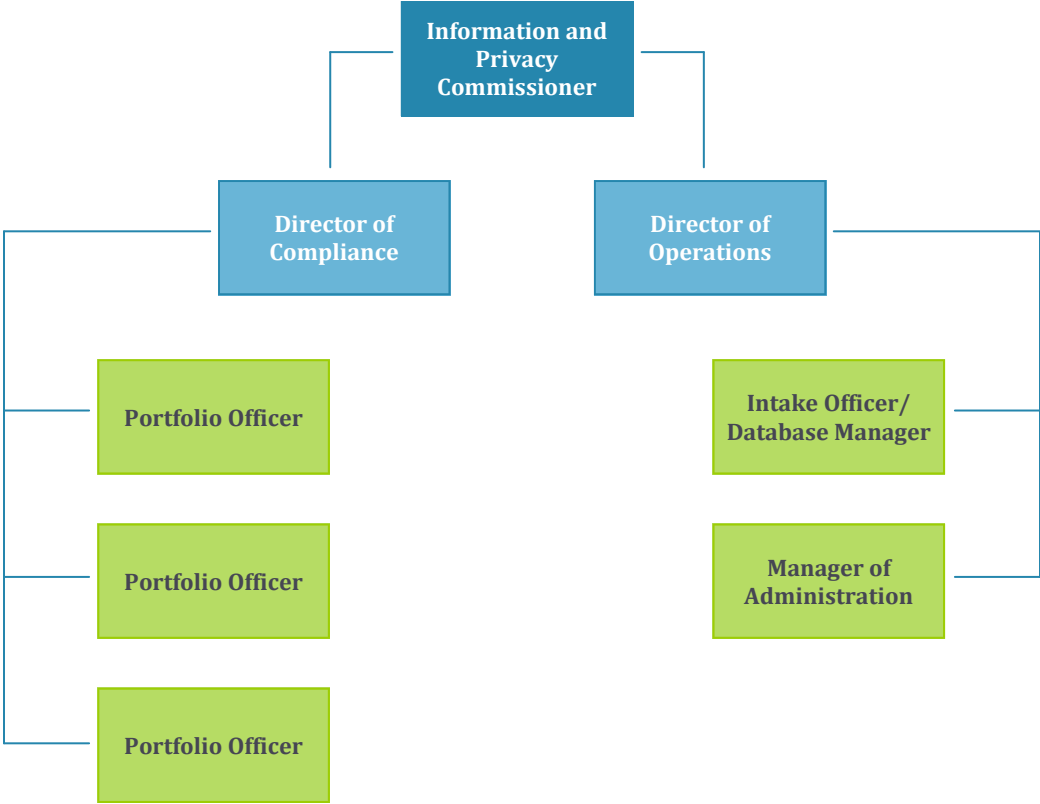 Information and
Privacy
Commissioner
Director of
Compliance
Director of
Operations
Portfolio Officer
Intake Officer/
Database Manager
Portfolio Officer
Manager of
Administration
Portfolio Officer